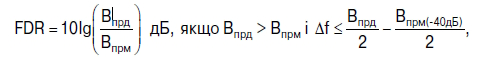 FDR = 10lg(Bпрд/Bпрм) дБ, якщо Bпрд > Bпрм і Δf ≤ Bпрд/2 − Bпрм(-40дБ)/2,